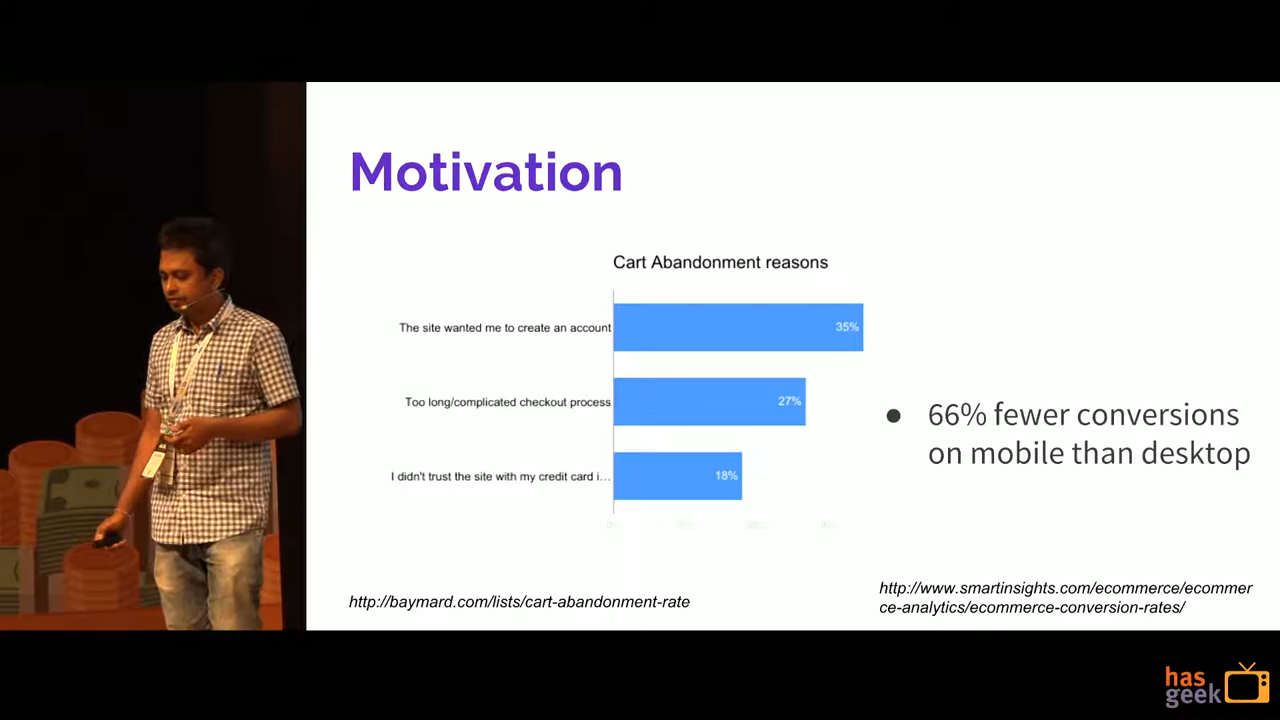 Motivation
Cart Abandonment reasons
The site wanted me to create an account
35%
Too long/complicated checkout process
27%
I didn't trust the site with my credit card i...
18%
● 66% fewer conversions
on mobile than desktop
http://baymard.com/lists/cart-abandonment-rate
http://www.smartinsights.com/ecommerce/ecommer
ce-analytics/ecommerce-conversion-rates/
has
geek